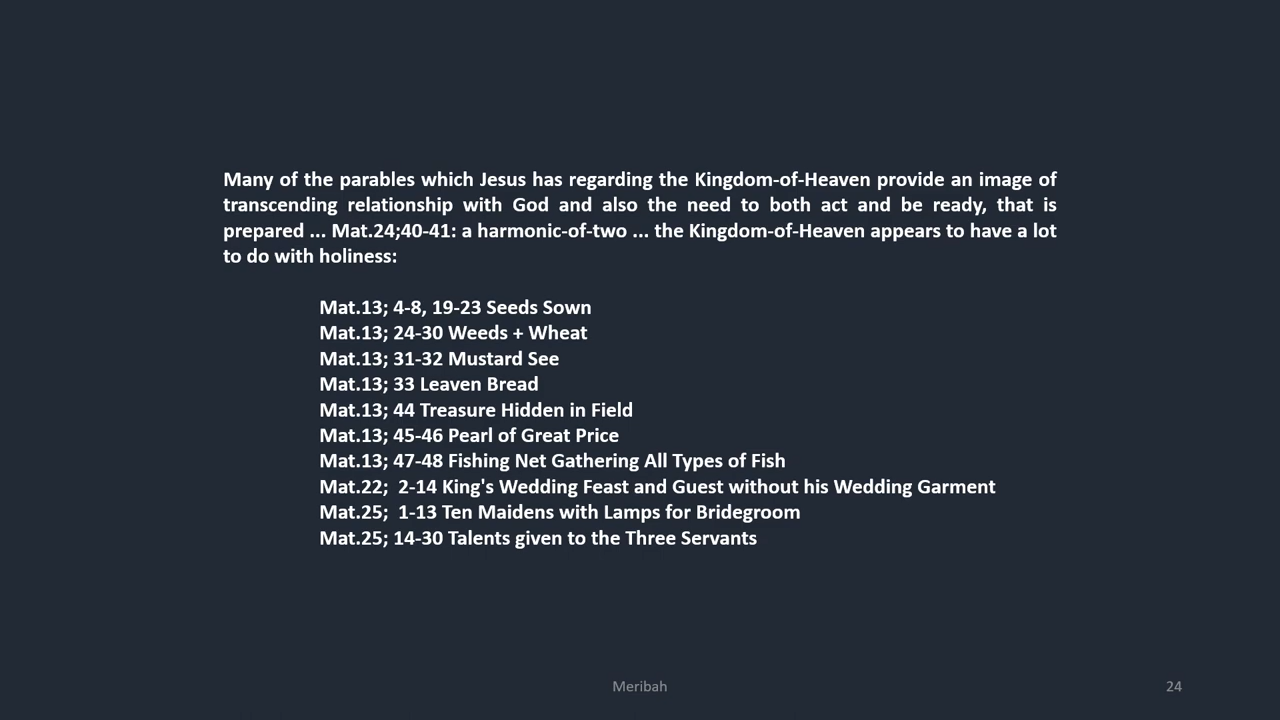 Many of the parables which Jesus has regarding the Kingdom-of-Heaven provide an image of
transcending relationship with God and also the need to both act and be ready, that is
prepared ... Mat.24;40-41: a harmonic-of-two ... the Kingdom-of-Heaven appears to have a lot
to do with holiness:
Mat.13; 4-8, 19-23 Seeds Sown
Mat.13; 24-30 Weeds + Wheat
Mat.13; 31-32 Mustard See
Mat.13; 33 Leaven Bread
Mat.13; 44 Treasure Hidden in Field
Mat.13; 45-46 Pearl of Great Price
Mat.13; 47-48 Fishing Net Gathering All Types of Fish
Mat.22;  2-14 King's Wedding Feast and Guest without his Wedding Garment
Mat.25;  1-13 Ten Maidens with Lamps for Bridegroom
Mat.25; 14-30 Talents given to the Three Servants
Meribah
24